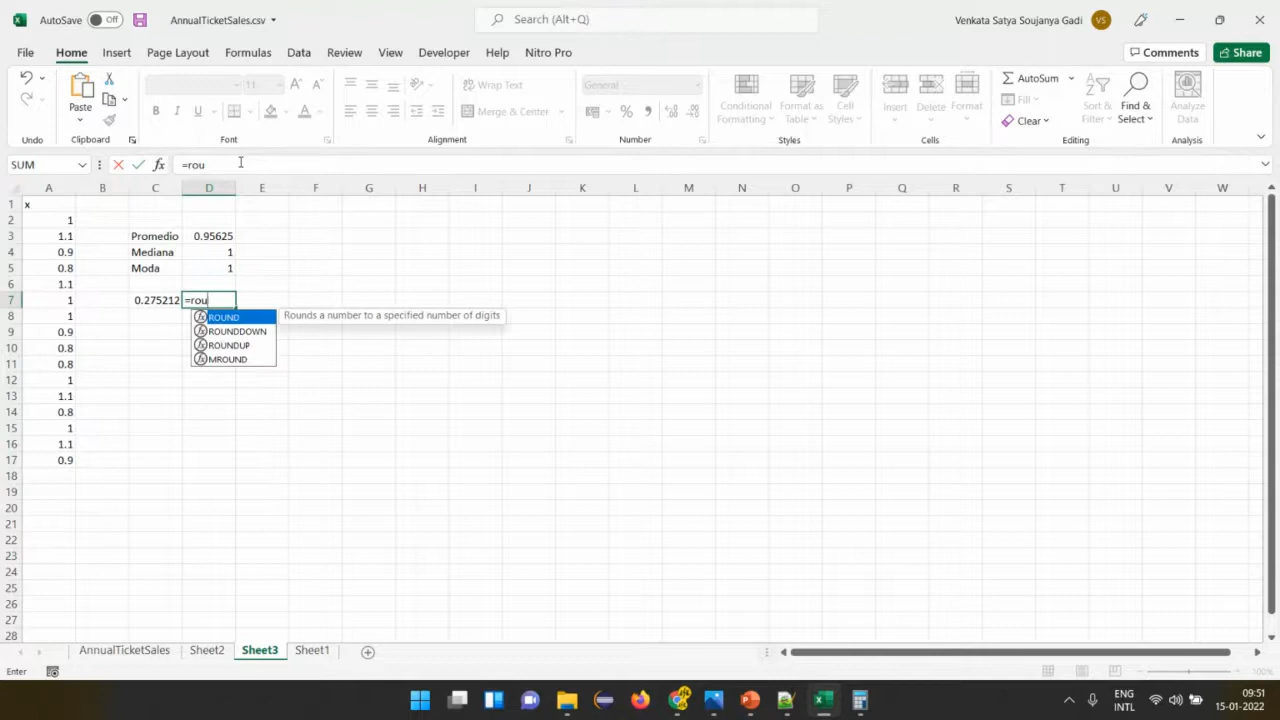 AutoSave Off AnnualTicketSales.csv Search (Alt+Q) Venkata Satya Soujanya Gadi VS
File Home Insert Page Layout Formulas Data Review View Developer Help Nitro Pro Comments Share
Paste 11 B I U Wrap Text Merge & Center General % Conditional Formatting Format as Table Cell Styles Insert Delete Format AutoSum Fill Clear Sort & Filter Find & Select Analyze Data
Undo Clipboard Font Alignment Number Styles Cells Editing Analysis
SUM fx =rou
A B C D E F G H I J K L M N O P Q R S T U V W
1 x
2 1
3 1.1 Promedio 0.95625
4 0.9 Mediana 1
5 0.8 Moda 1
6 1.1
7 1 0.275212 =rou
8 1 ROUND Rounds a number to a specified number of digits
9 0.9 ROUNDDOWN
10 0.8 ROUNDUP
11 0.8 MROUND
12 1
13 1.1
14 0.8
15 1
16 1.1
17 0.9
18
19
20
21
22
23
24
25
26
27
28
AnnualTicketSales Sheet2 Sheet3 Sheet1
Enter 100%
ENG 09:51
INTL 15-01-2022